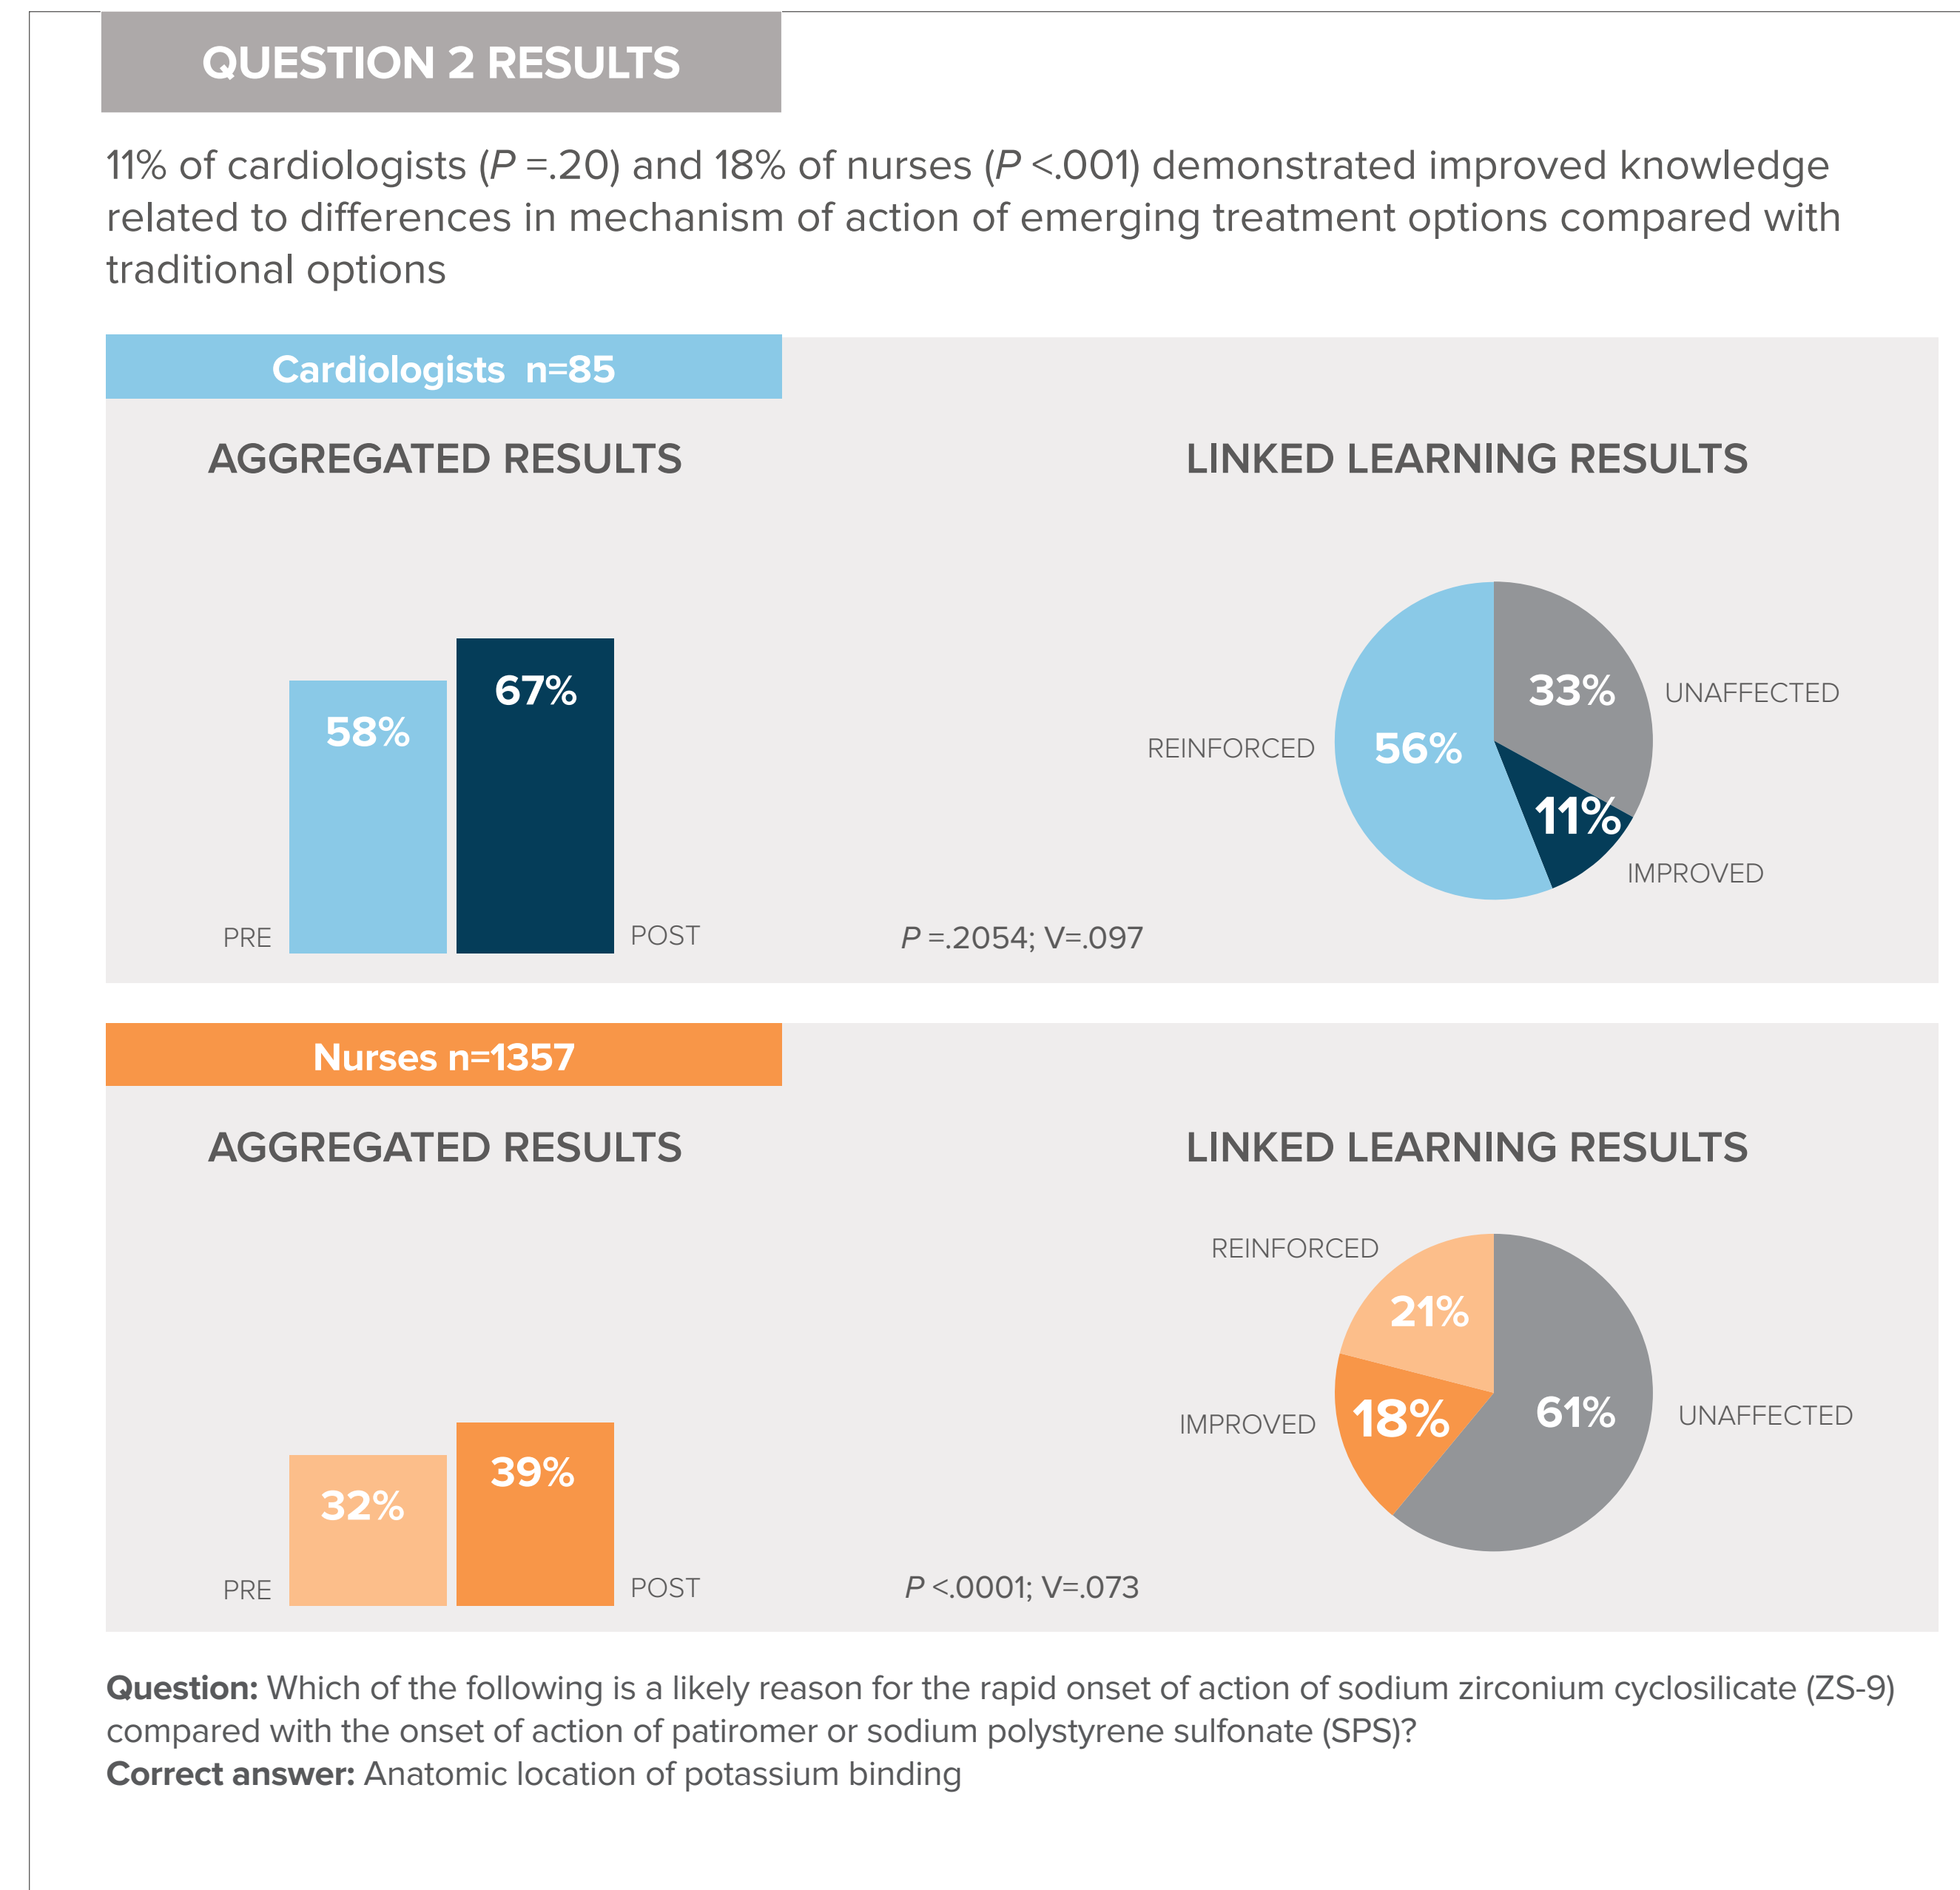 QUESTION 2 RESULTS
11% of cardiologists (P =.20) and 18% of nurses (P <.001) demonstrated improved knowledge
related to differences in mechanism of action of emerging treatment options compared with
traditional options
Cardiologists n=85
AGGREGATED RESULTS
LINKED LEARNING RESULTS
58%
67%
PRE
POST
P =.2054; V=.097
33%
UNAFFECTED
REINFORCED
56%
11%
IMPROVED
Nurses n=1357
AGGREGATED RESULTS
LINKED LEARNING RESULTS
32%
39%
PRE
POST
P <.0001; V=.073
REINFORCED
21%
IMPROVED
18%
61%
UNAFFECTED
Question: Which of the following is a likely reason for the rapid onset of action of sodium zirconium cyclosilicate (ZS-9)
compared with the onset of action of patiromer or sodium polystyrene sulfonate (SPS)?
Correct answer: Anatomic location of potassium binding